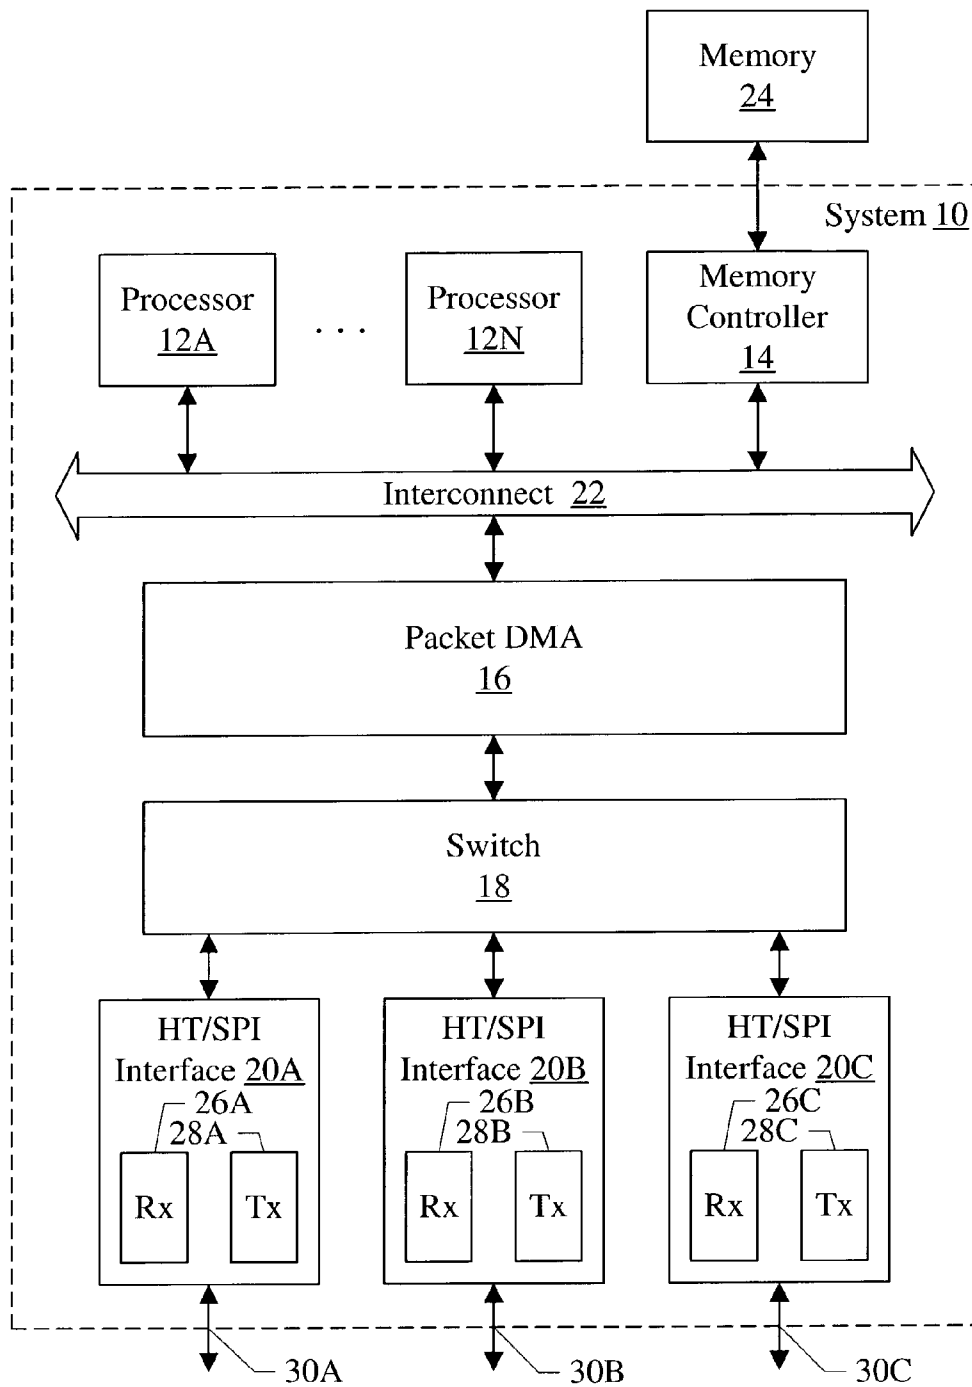 Memory
24
System 10
Processor
12A
. . .
Processor
12N
Memory
Controller
14
Interconnect 22
Packet DMA
16
Switch
18
HT/SPI
Interface 20A
26A
28A
Rx
Tx
HT/SPI
Interface 20B
26B
28B
Rx
Tx
HT/SPI
Interface 20C
26C
28C
Rx
Tx
30A
30B
30C